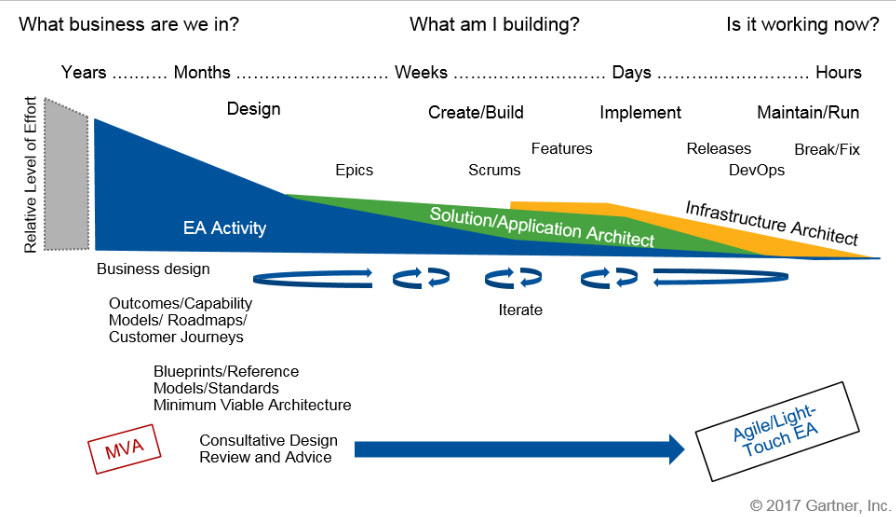 What business are we in?
What am I building?
Is it working now?
Years .......... Months ............................ Weeks ............................ Days ............................ Hours
Relative Level of Effort
Design
Create/Build
Implement
Maintain/Run
Features
Releases
Break/Fix
Epics
Scrums
DevOps
EA Activity
Solution/Application Architect
Infrastructure Architect
Business design
Outcomes/Capability
Models/ Roadmaps/
Customer Journeys
Iterate
Blueprints/Reference
Models/Standards
Minimum Viable Architecture
MVA
Consultative Design
Review and Advice
Agile/Light-
Touch EA
© 2017 Gartner, Inc.